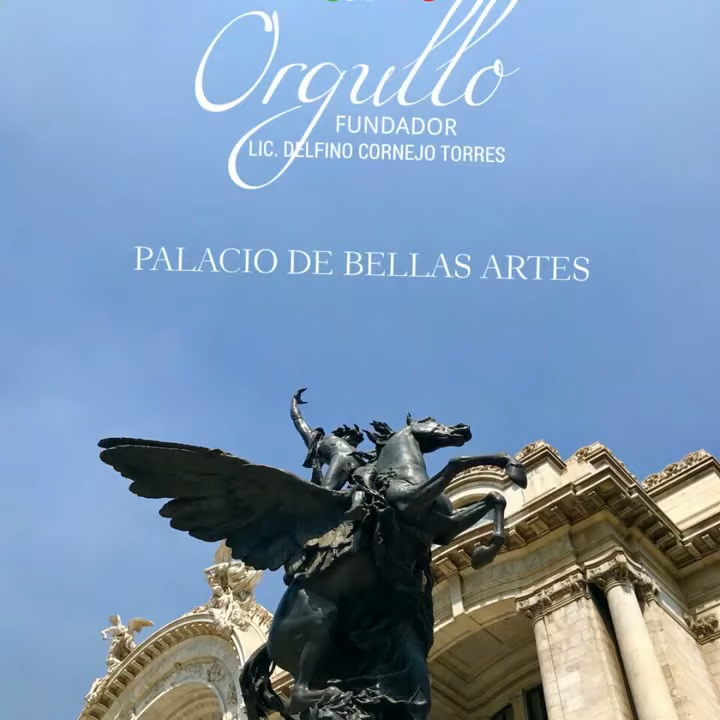 Orgullo
FUNDADOR
LIC. DELFINO CORNEJO TORRES
PALACIO DE BELLAS ARTES